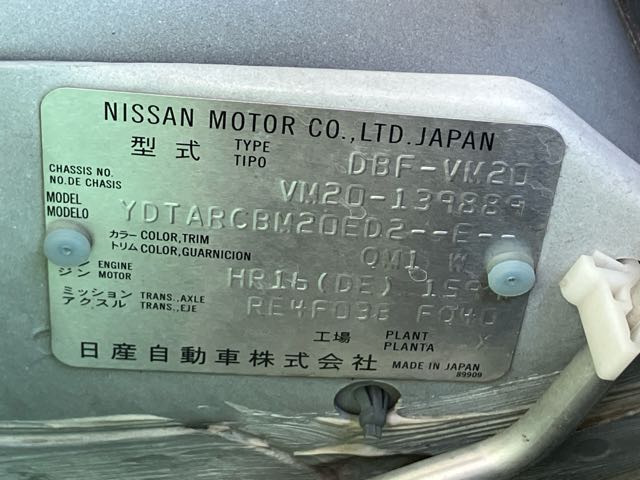 NISSAN MOTOR CO.,LTD.JAPAN
型式 TYPE TIPO DBF-VM20
CHASSIS NO. NO.DE CHASIS VM20-139889
MODEL MODELO YDTARCBM20ED2--E--
カラー COLOR,TRIM トリム COLOR,GUARNICION QM1 W
エンジン ENGINE MOTOR HR16(DE)
ミッション TRANS.,AXLE アクスル TRANS.,EJE RE4F03B FQ40
工場 PLANT PLANTA X
日産自動車株式会社 MADE IN JAPAN
89909